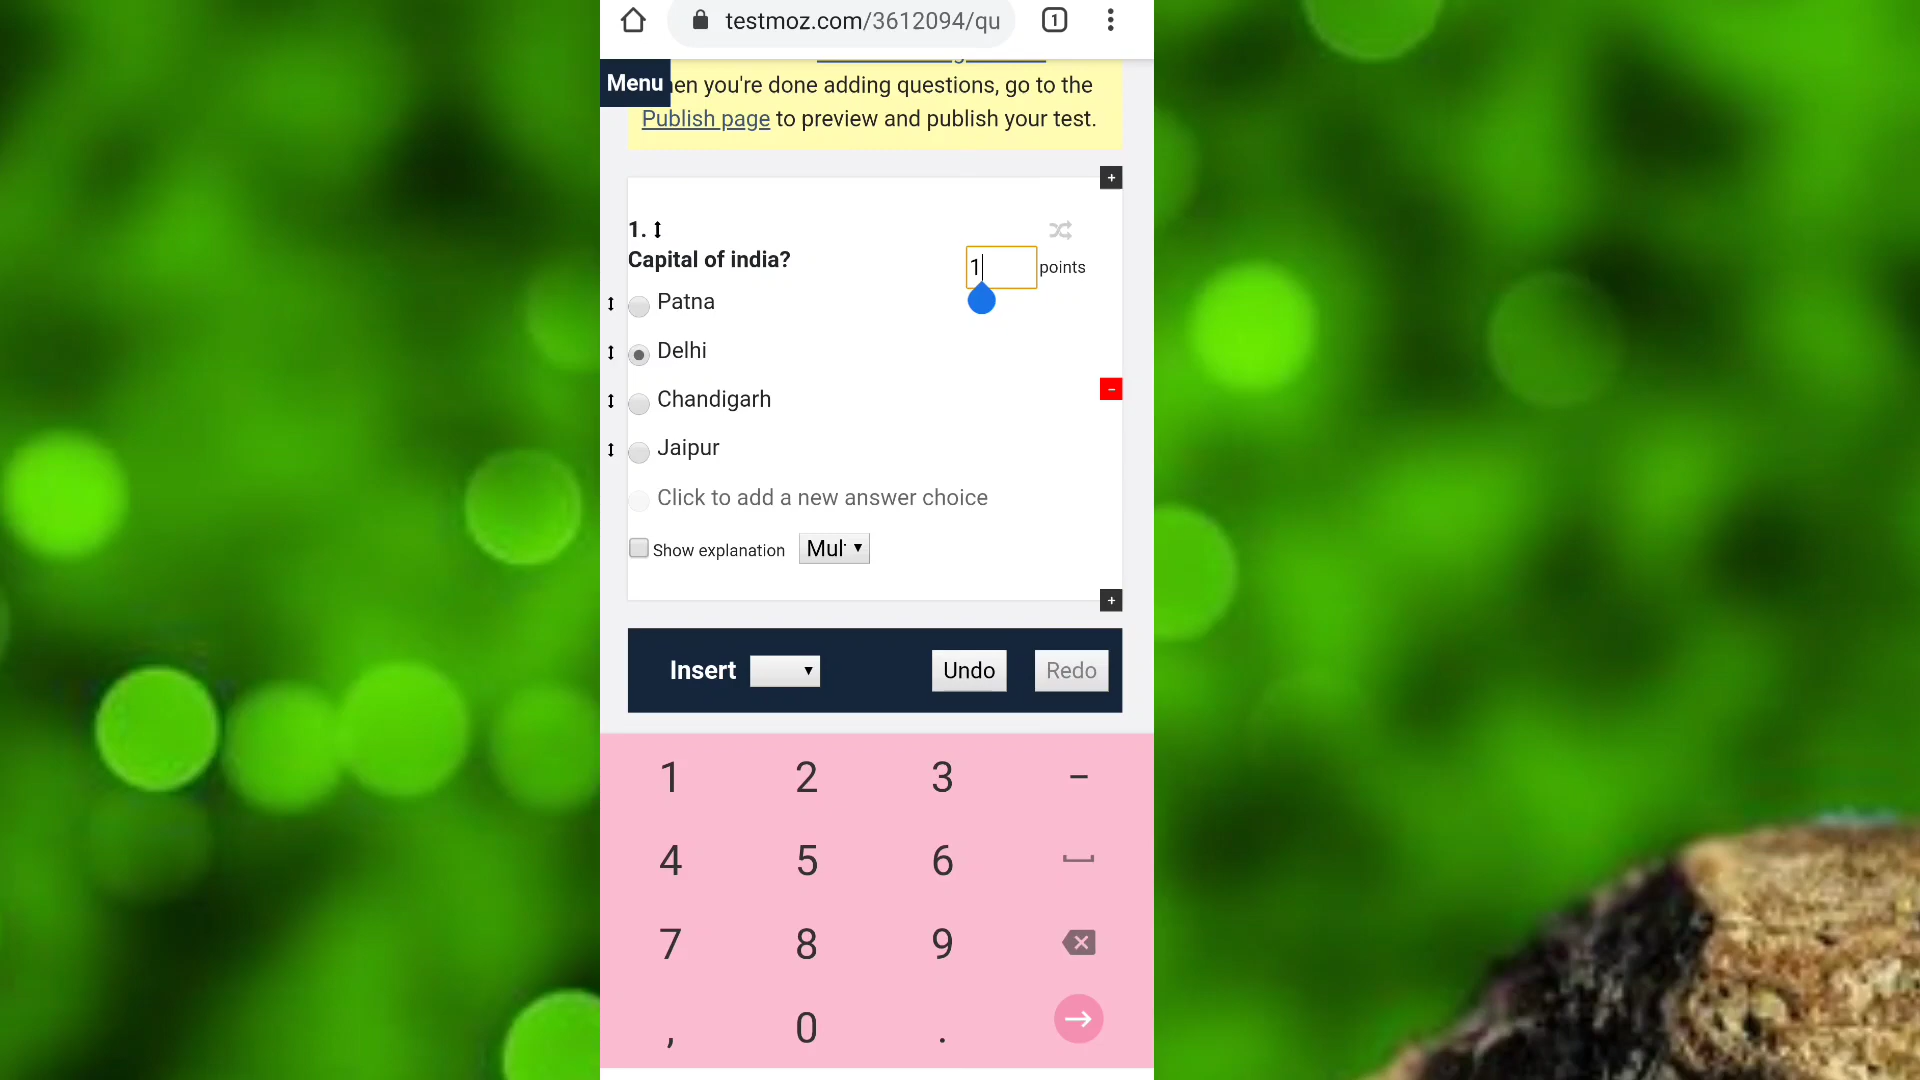 testmoz.com/3612094/qu
1
Menu
en you're done adding questions, go to the
Publish page to preview and publish your test.
+
1.
Capital of india?
1 points
Patna
Delhi
-
Chandigarh
Jaipur
Click to add a new answer choice
Show explanation Mul
+
Insert Undo Redo
1 2 3 -
4 5 6
7 8 9
, 0 .